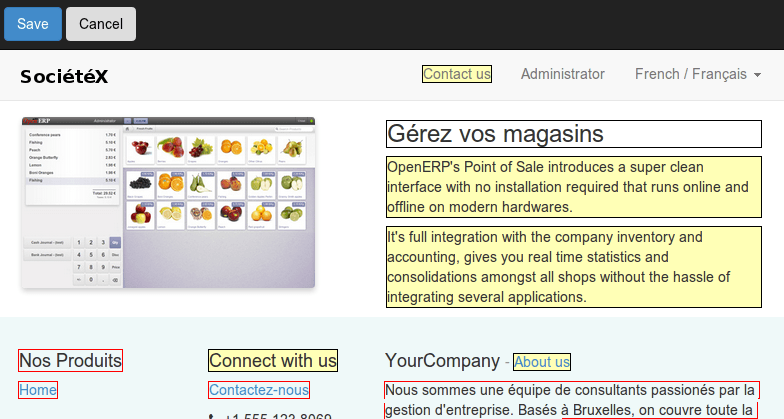 Save Cancel
SociétéX Contact us Administrator French / Français
Gérez vos magasins
OpenERP's Point of Sale introduces a super clean
interface with no installation required that runs online and
offline on modern hardwares.
It's full integration with the company inventory and
accounting, gives you real time statistics and
consolidations amongst all shops without the hassle of
integrating several applications.
Nos Produits Connect with us YourCompany - About us
Home Contactez-nous Nous sommes une équipe de consultants passionés par la
+1 555 123 8069 gestion d'entreprise. Basés à Bruxelles, on couvre toute la